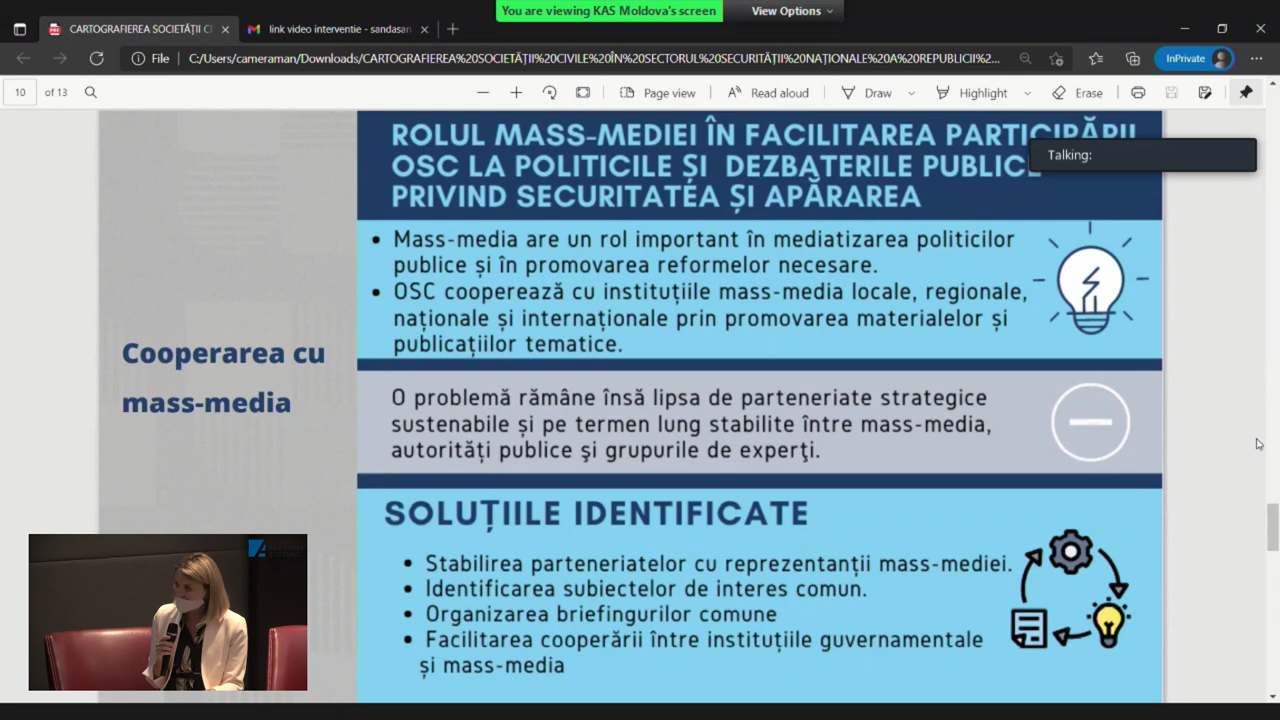 You are viewing KAS Moldova's screen
View Options
CARTOGRAFIEREA SOCIETĂȚII CI
link video interventie - sandasan
File
C:/Users/cameraman/Downloads/CARTOGRAFIEREA%20SOCIETĂȚII%20CIVILE%20ÎN%20SECTORUL%20SECURITĂȚII%20NAȚIONALE%20A%20REPUBLICII%2...
InPrivate
10 of 13
Page view
Read aloud
Draw
Highlight
Erase
ROLUL MASS-MEDIEI ÎN FACILITAREA PARTICIPĂRII
OSC LA POLITICILE ȘI DEZBATERILE PUBLICE
PRIVIND SECURITATEA ȘI APĂRAREA
Talking:
• Mass-media are un rol important în mediatizarea politicilor
publice și în promovarea reformelor necesare.
• OSC cooperează cu instituțiile mass-media locale, regionale,
naționale și internaționale prin promovarea materialelor și
publicațiilor tematice.
Cooperarea cu
mass-media
O problemă rămâne însă lipsa de parteneriate strategice
sustenabile și pe termen lung stabilite între mass-media,
autorități publice şi grupurile de experţi.
SOLUȚIILE IDENTIFICATE
• Stabilirea parteneriatelor cu reprezentanții mass-mediei.
• Identificarea subiectelor de interes comun.
• Organizarea briefingurilor comune
• Facilitarea cooperării între instituțiile guvernamentale
și mass-media